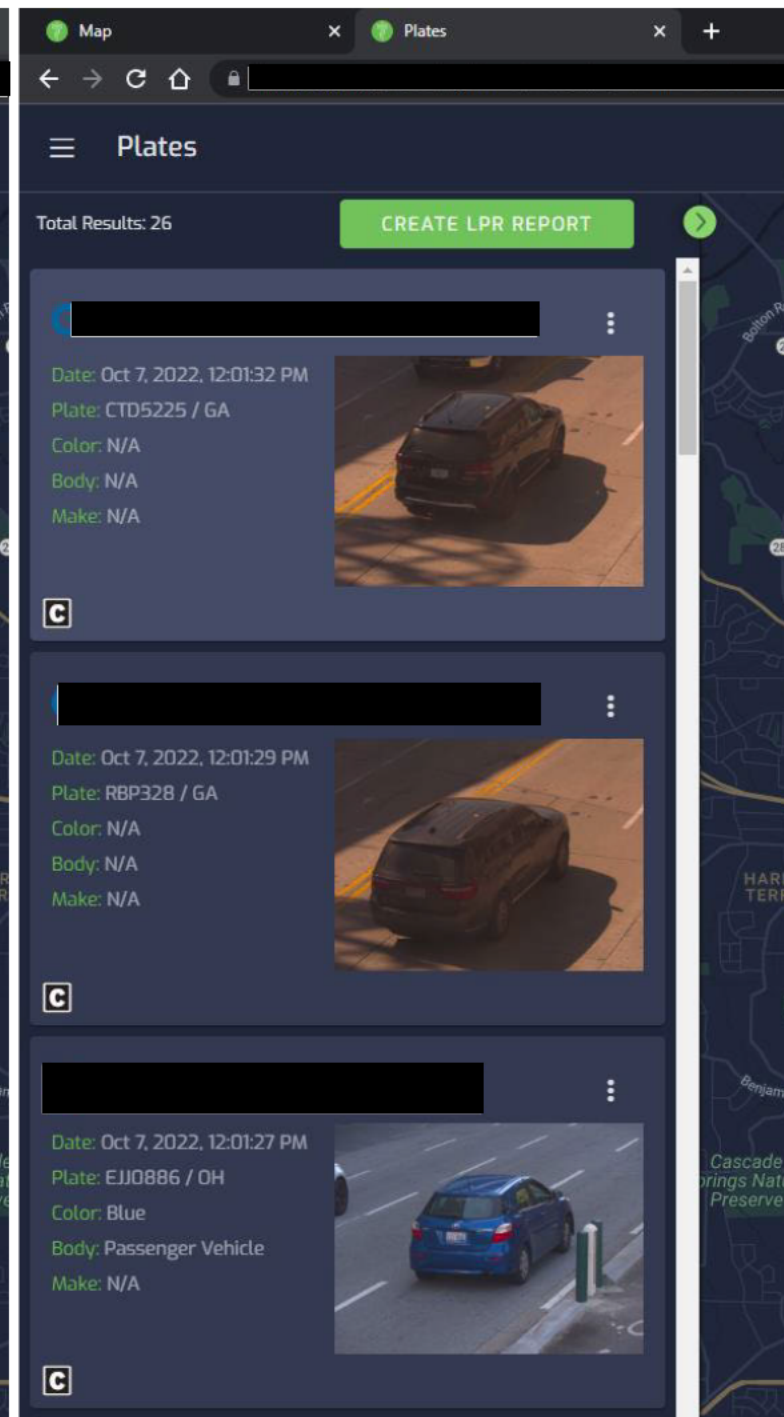 Map
Plates
Plates
Total Results: 26
CREATE LPR REPORT
Date: Oct 7, 2022, 12:01:32 PM
Plate: CTD5225 / GA
Color: N/A
Body: N/A
Make: N/A
C
Date: Oct 7, 2022, 12:01:29 PM
Plate: RBP328 / GA
Color: N/A
Body: N/A
Make: N/A
C
Date: Oct 7, 2022, 12:01:27 PM
Plate: EJJ0886 / OH
Color: Blue
Body: Passenger Vehicle
Make: N/A
C
Bolton R
28
HAR
TERR
Benjam
Cascade
prings Nat
Preserve